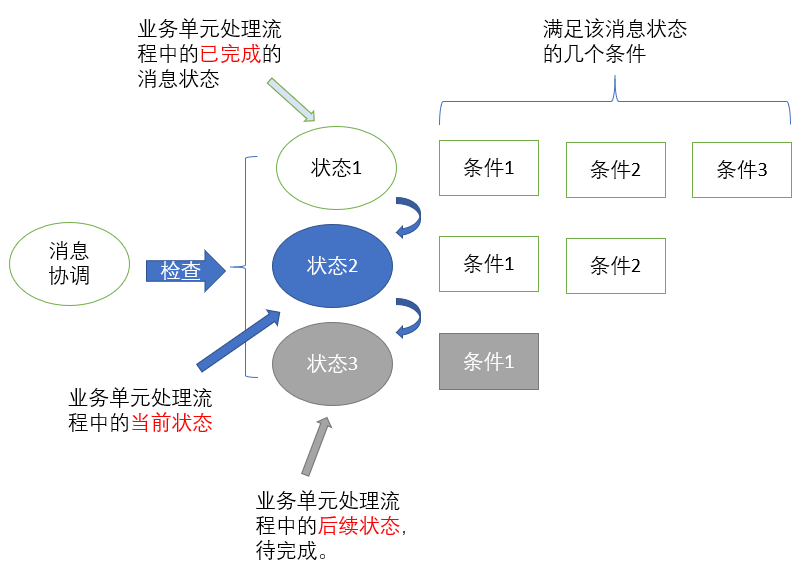 业务单元处理流
程中的已完成的
消息状态
满足该消息状态
的几个条件
状态1
条件1
条件2
条件3
消息
协调
检查
状态2
条件1
条件2
状态3
条件1
业务单元处理流
程中的当前状态
业务单元处理流
程中的后续状态,
待完成。